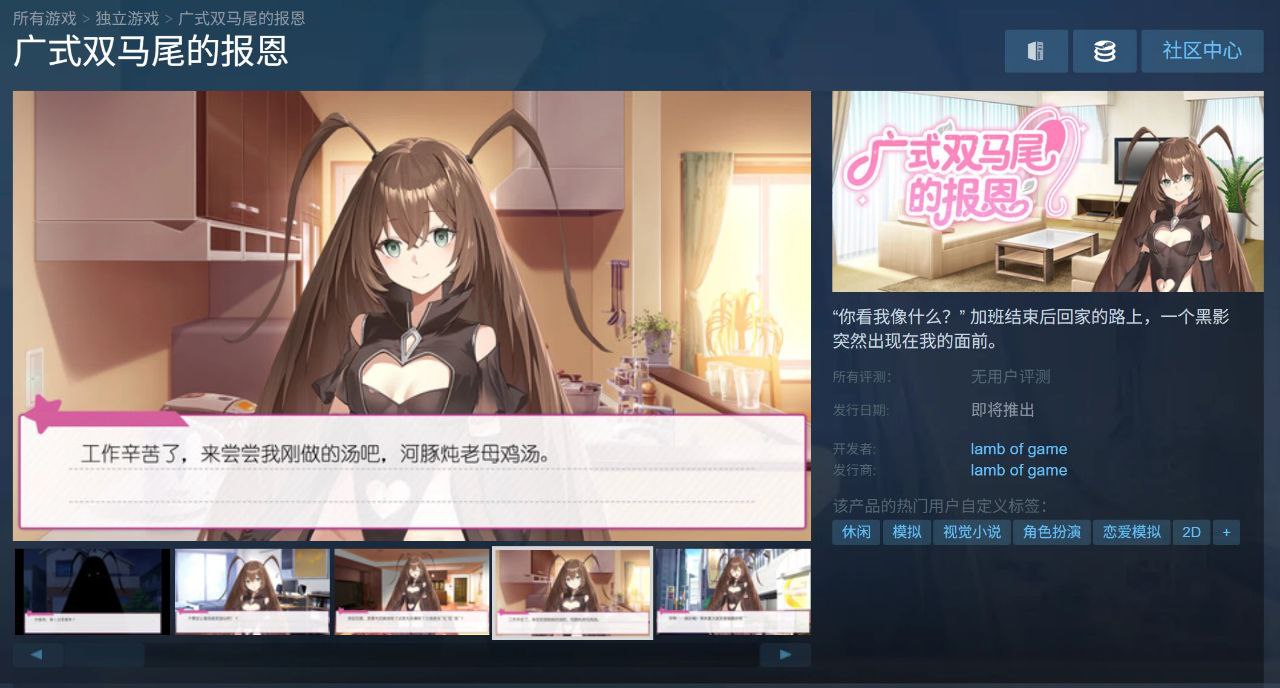 所有游戏 > 独立游戏 > 广式双马尾的报恩
广式双马尾的报恩
社区中心
广式双马尾
的报恩
工作辛苦了，来尝尝我刚做的汤吧，河豚炖老母鸡汤。
“你看我像什么？” 加班结束后回家的路上，一个黑影
突然出现在我的面前。
所有评测： 无用户评测
发行日期: 即将推出
开发者: lamb of game
发行商: lamb of game
该产品的热门用户自定义标签：
休闲 模拟 视觉小说 角色扮演 恋爱模拟 2D +